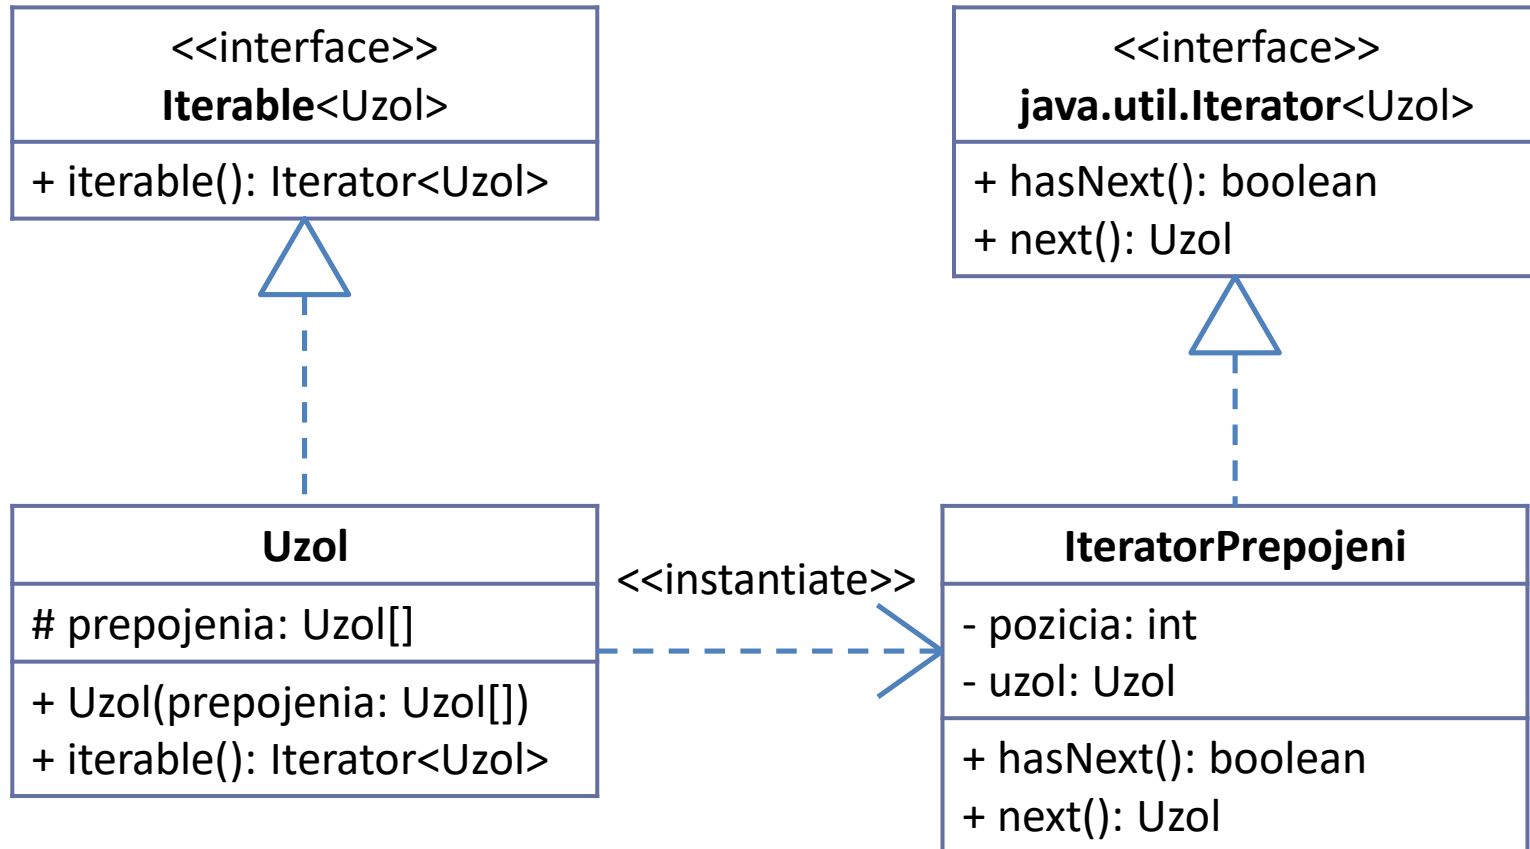 <<interface>>
Iterable<Uzol>
+ iterable(): Iterator<Uzol>
<<interface>>
java.util.Iterator<Uzol>
+ hasNext(): boolean
+ next(): Uzol
Uzol
# prepojenia: Uzol[]
+ Uzol(prepojenia: Uzol[])
+ iterable(): Iterator<Uzol>
<<instantiate>>
IteratorPrepojeni
- pozicia: int
- uzol: Uzol
+ hasNext(): boolean
+ next(): Uzol